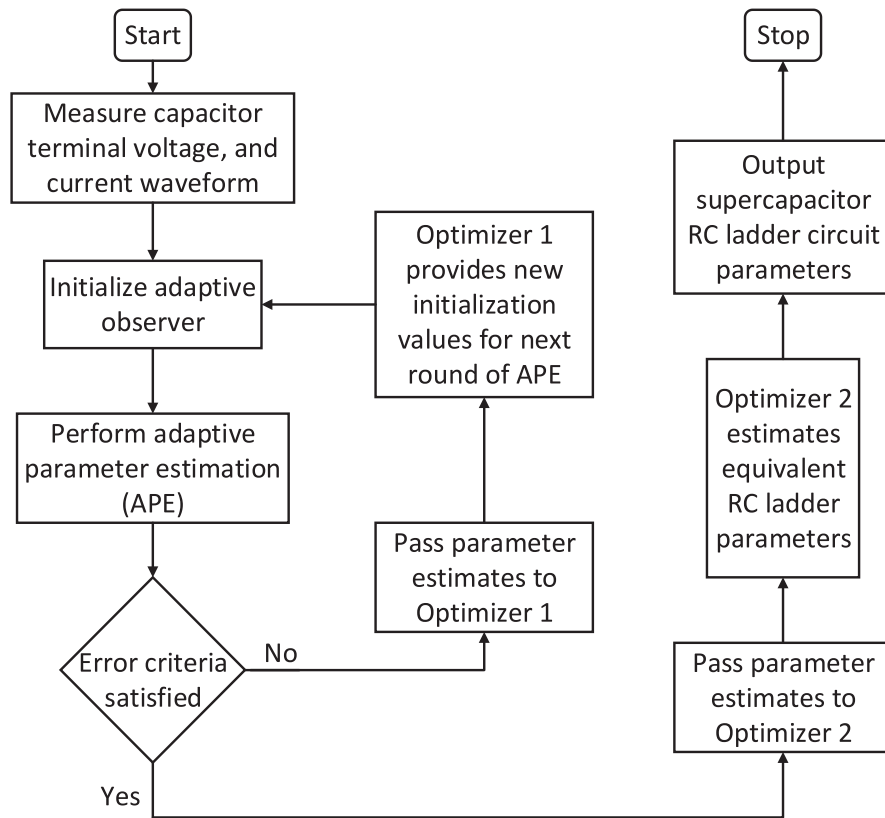 Start
Measure capacitor
terminal voltage, and
current waveform
Initialize adaptive
observer
Perform adaptive
parameter estimation
(APE)
Error criteria
satisfied
No
Yes
Pass parameter
estimates to
Optimizer 1
Optimizer 1
provides new
initialization
values for next
round of APE
Pass parameter
estimates to
Optimizer 2
Optimizer 2
estimates
equivalent
RC ladder
parameters
Output
supercapacitor
RC ladder circuit
parameters
Stop